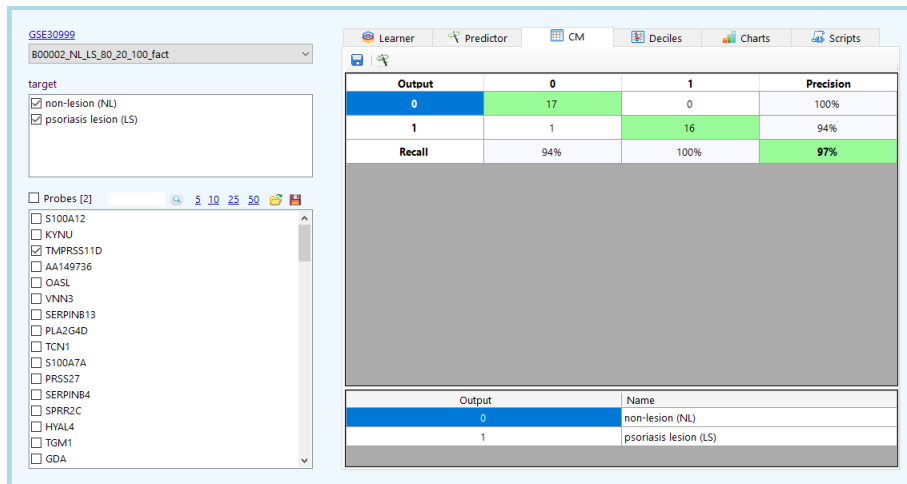 GSE30999
B00002_NL_LS_80_20_100_fact
target
non-lesion (NL)
psoriasis lesion (LS)
Probes [2] 5 10 25 50
S100A12
KYNU
TMPRSS11D
AA149736
OASL
VNN3
SERPINB13
PLA2G4D
TCN1
S100A7A
PRSS27
SERPINB4
SPRR2C
HYAL4
TGM1
GDA
Learner Predictor CM Deciles Charts Scripts
Output 0 1 Precision
0 17 0 100%
1 1 16 94%
Recall 94% 100% 97%
Output Name
0 non-lesion (NL)
1 psoriasis lesion (LS)